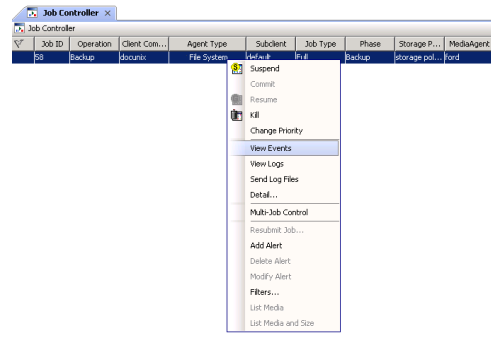 Job Controller ×
Job Controller
Job ID Operation Client Com... Agent Type Subclient Job Type Phase Storage P... MediaAgent
58 Backup docunix File System default Full Backup storage pol... ford
Suspend
Commit
Resume
Kill
Change Priority
View Events
View Logs
Send Log Files
Detail...
Multi-Job Control
Resubmit Job...
Add Alert
Delete Alert
Modify Alert
Filters...
List Media
List Media and Size